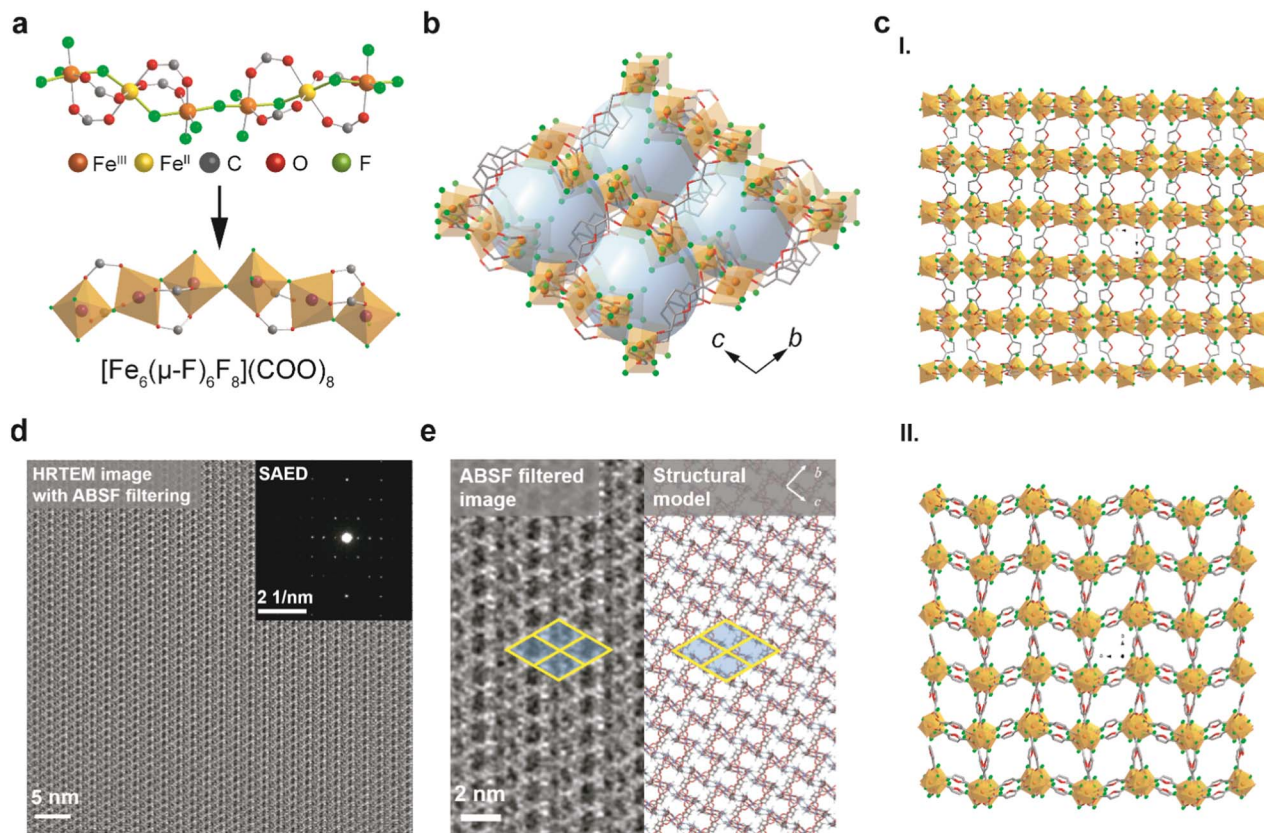 a
Fe^III Fe^II C O F
[Fe₆(μ-F)₆F₈](COO)₈
b
c b
c
I.
II.
d
HRTEM image
with ABSF filtering
SAED
2 1/nm
5 nm
e
ABSF filtered
image
Structural
model
b
c
2 nm